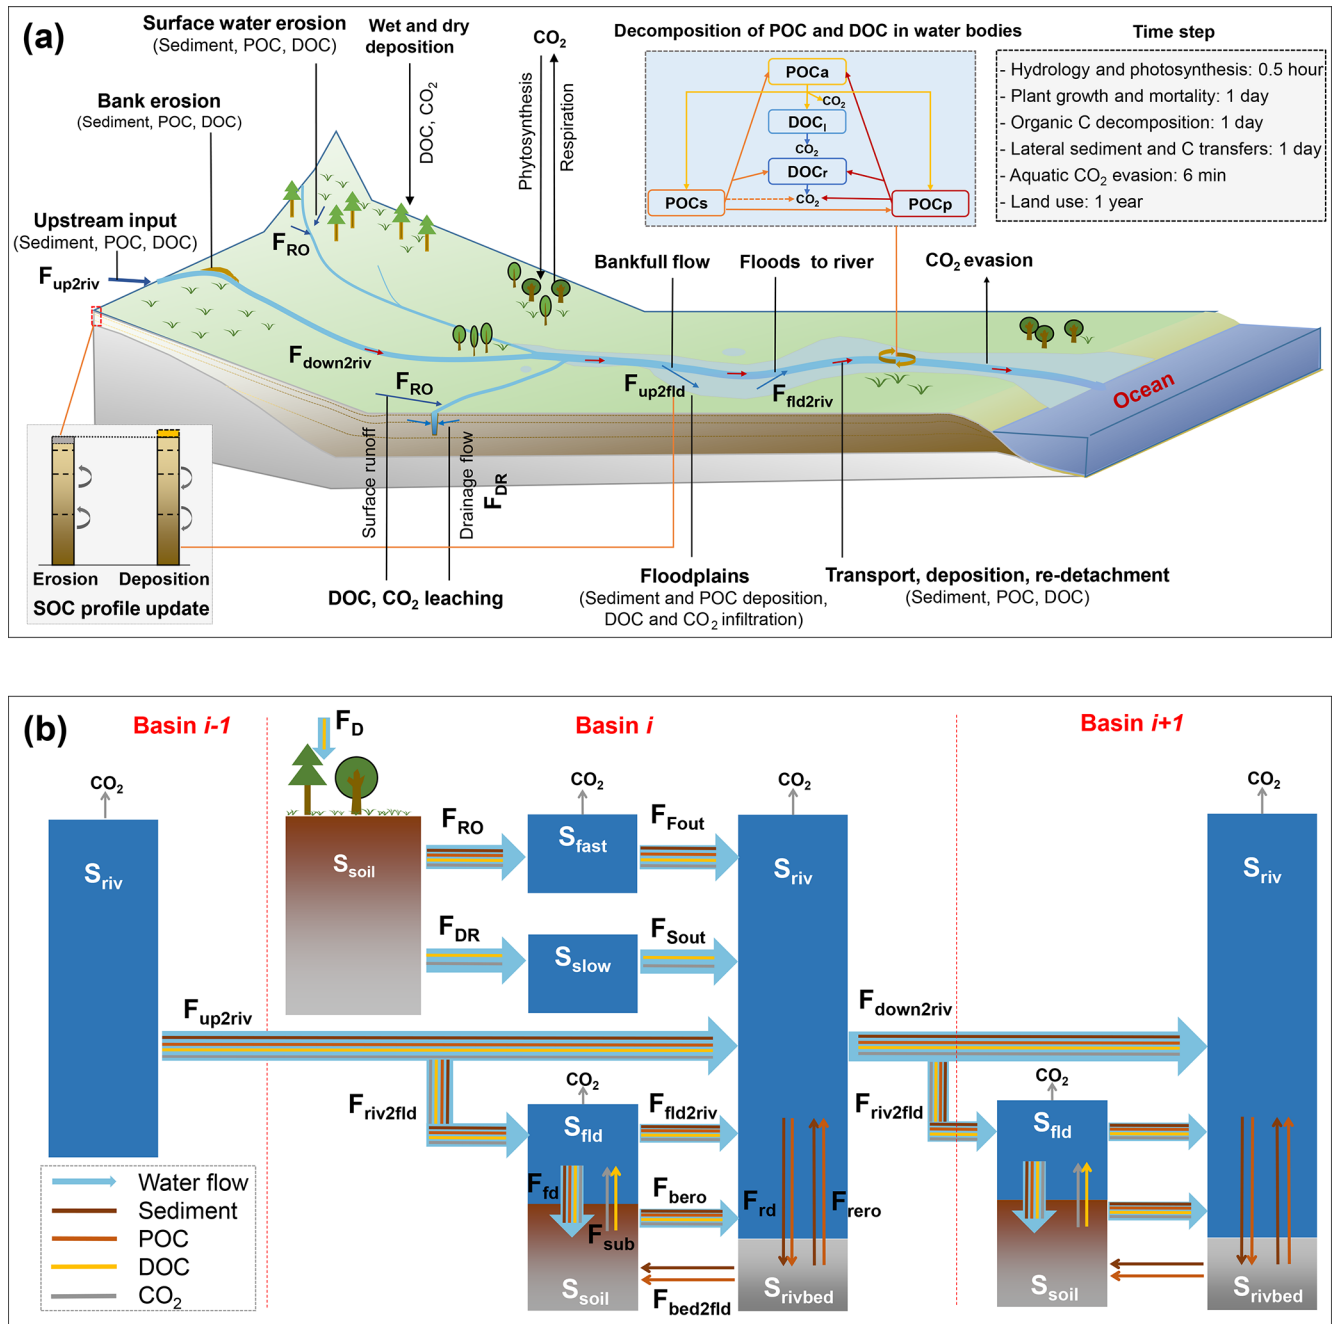 (a)
Surface water erosion
(Sediment, POC, DOC)
Wet and dry
deposition
DOC, CO2
CO2
Phytosynthesis
Respiration
Bank erosion
(Sediment, POC, DOC)
Upstream input
(Sediment, POC, DOC)
Fup2riv
FRO
Decomposition of POC and DOC in water bodies
POCa
CO2
DOCl
CO2
DOCr
POCs
CO2
POCp
Time step
- Hydrology and photosynthesis: 0.5 hour
- Plant growth and mortality: 1 day
- Organic C decomposition: 1 day
- Lateral sediment and C transfers: 1 day
- Aquatic CO2 evasion: 6 min
- Land use: 1 year
Bankfull flow
Floods to river
CO2 evasion
Fdown2riv
FRO
Fup2fld
Ffld2riv
Ocean
Surface runoff
Drainage flow
FDR
Erosion
Deposition
SOC profile update
DOC, CO2 leaching
Floodplains
(Sediment and POC deposition,
DOC and CO2 infiltration)
Transport, deposition, re-detachment
(Sediment, POC, DOC)
(b)
Basin i-1
Basin i
Basin i+1
FD
CO2
CO2
CO2
CO2
Sriv
Ssoil
FRO
Sfast
FFout
Sriv
Sriv
FDR
Sslow
FSout
Fup2riv
Fdown2riv
Friv2fld
CO2
Sfld
Ffld2riv
Friv2fld
CO2
Sfld
Ffd
Fsub
Fbero
Frd
Frero
Ssoil
Fbed2fld
Srivbed
Ssoil
Srivbed
Water flow
Sediment
POC
DOC
CO2